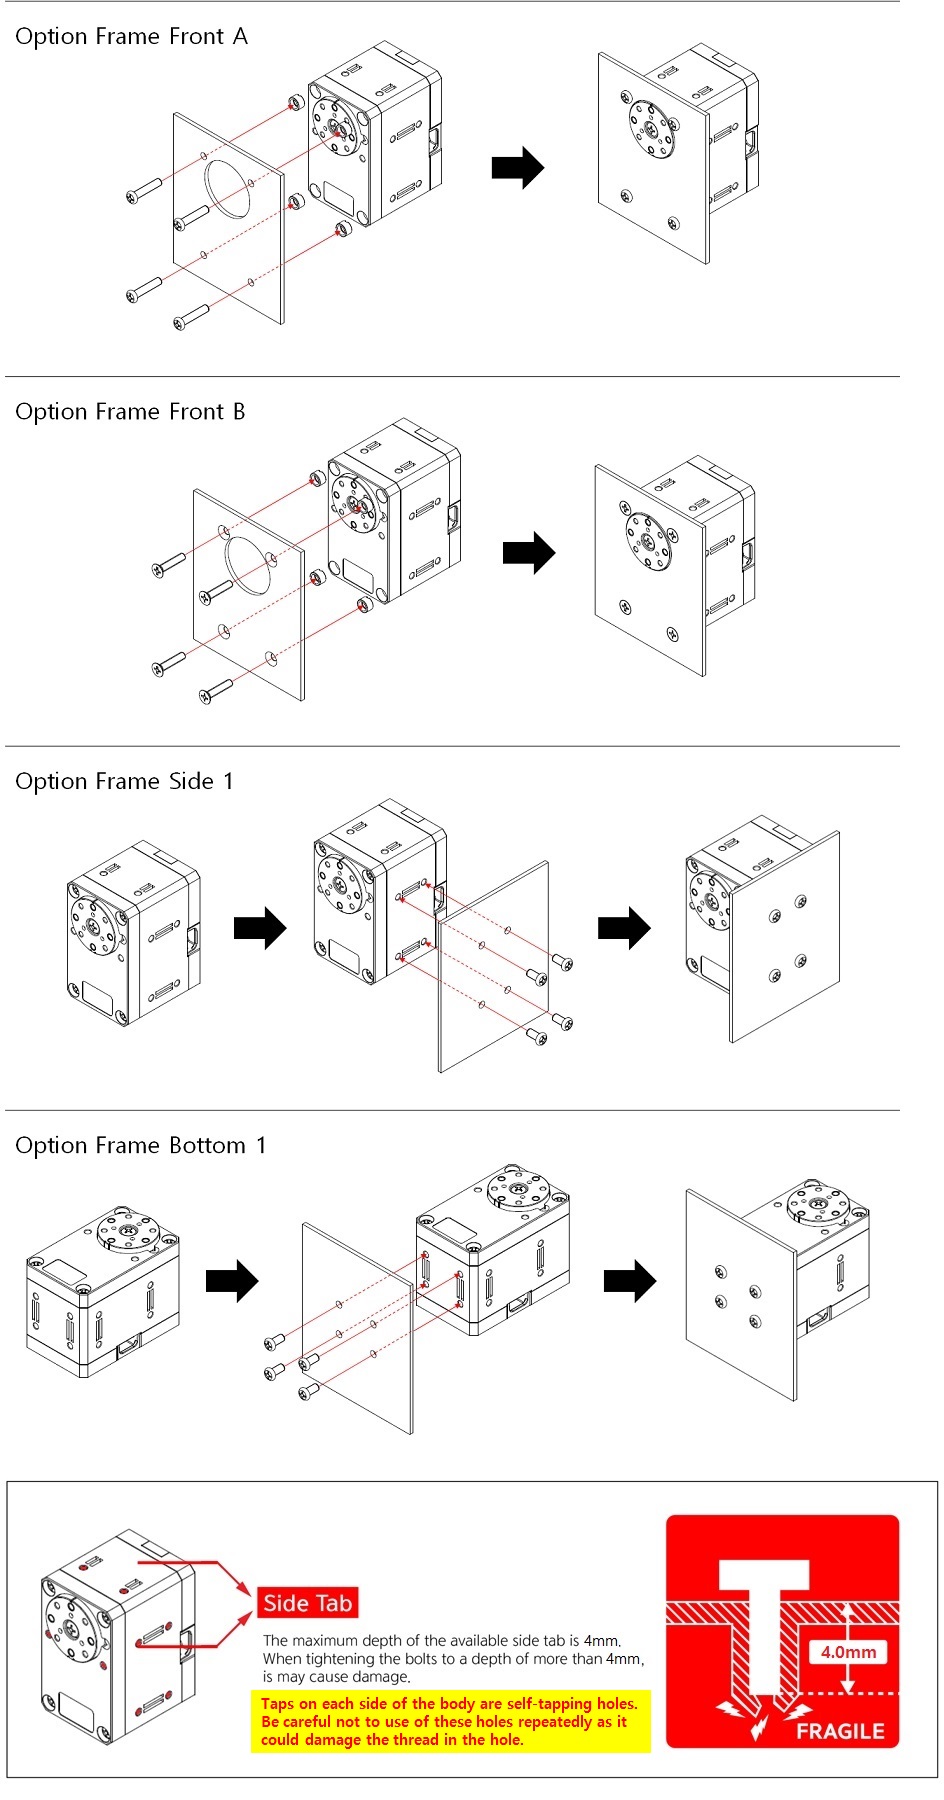 Option Frame Front A
Option Frame Front B
Option Frame Side 1
Option Frame Bottom 1
Side Tab
The maximum depth of the available side tab is 4mm.
When tightening the bolts to a depth of more than 4mm,
is may cause damage.
Taps on each side of the body are self-tapping holes.
Be careful not to use of these holes repeatedly as it
could damage the thread in the hole.
4.0mm
FRAGILE